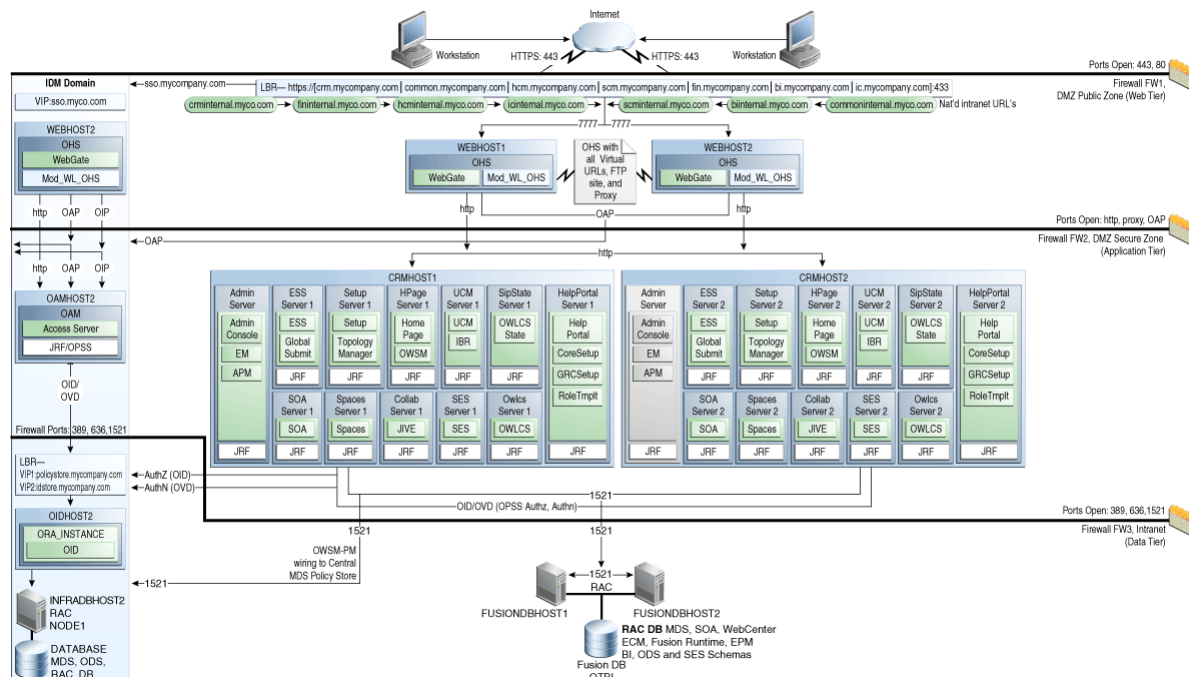 Internet
Workstation
Workstation
HTTPS: 443
HTTPS: 443
Ports Open: 443, 80
Firewall FW1,
DMZ Public Zone (Web Tier)
IDM Domain
sso.mycompany.com
LBR— https://[crm.mycompany | common.mycompany | hcm.mycompany | scm.mycompany | fin.mycompany | bi.mycompany | ic.mycompany]:433
VIP:sso.myco.com
crminternal.myco.com
fininternal.myco.com
hcminternal.myco.com
icinternal.myco.com
scminternal.myco.com
biinternal.myco.com
commoninternal.myco.com
Nat'd intranet URL's
7777
7777
WEBHOST2
OHS
WebGate
Mod_WL_OHS
WEBHOST1
OHS
WebGate
Mod_WL_OHS
OHS with
all Virtual
URLs, FTP
site, and
Proxy
WEBHOST2
OHS
WebGate
Mod_WL_OHS
http
OAP
OIP
http
OAP
http
Ports Open: http, proxy, OAP
Firewall FW2, DMZ Secure Zone
(Application Tier)
OAP
http
http
OAP
OIP
OAMHOST2
OAM
Access Server
JRF/OPSS
OID/
OVD
CRMHOST1
Admin
Server
Admin
Console
EM
APM
JRF
ESS
Server 1
ESS
Global
Submit
JRF
Setup
Server 1
Setup
Topology
Manager
JRF
HPage
Server 1
Home
Page
OWSM
JRF
UCM
Server 1
UCM
IBR
JRF
SipState
Server 1
OWLCS
State
JRF
HelpPortal
Server 1
Help
Portal
CoreSetup
GRCSetup
RoleTmplt
JRF
SOA
Server 1
SOA
JRF
Spaces
Server 1
Spaces
JRF
Collab
Server 1
JIVE
JRF
SES
Server 1
SES
JRF
Owlcs
Server 1
OWLCS
JRF
CRMHOST2
Admin
Server
Admin
Console
EM
APM
JRF
ESS
Server 2
ESS
Global
Submit
JRF
Setup
Server 2
Setup
Topology
Manager
JRF
HPage
Server 2
Home
Page
OWSM
JRF
UCM
Server 2
UCM
IBR
JRF
SipState
Server 2
OWLCS
State
JRF
HelpPortal
Server 2
Help
Portal
CoreSetup
GRCSetup
RoleTmplt
JRF
SOA
Server 2
SOA
JRF
Spaces
Server 2
Spaces
JRF
Collab
Server 2
JIVE
JRF
SES
Server 2
SES
JRF
Owlcs
Server 2
OWLCS
JRF
Firewall Ports: 389, 636,1521
LBR—
VIP1:policystore.mycompany.com
VIP2:idstore.mycompany.com
AuthZ (OID)
AuthN (OVD)
1521
OID/OVD (OPSS Authz, Authn)
Ports Open: 389, 636,1521
Firewall FW3, Intranet
(Data Tier)
OIDHOST2
ORA_INSTANCE
OID
1521
1521
OWSM-PM
wiring to Central
MDS Policy Store
1521
1521
RAC
FUSIONDBHOST1
FUSIONDBHOST2
INFRADBHOST2
RAC
NODE1
DATABASE
MDS, ODS,
RAC DB
RAC DB MDS, SOA, WebCenter
ECM, Fusion Runtime, EPM
BI, ODS and SES Schemas
Fusion DB